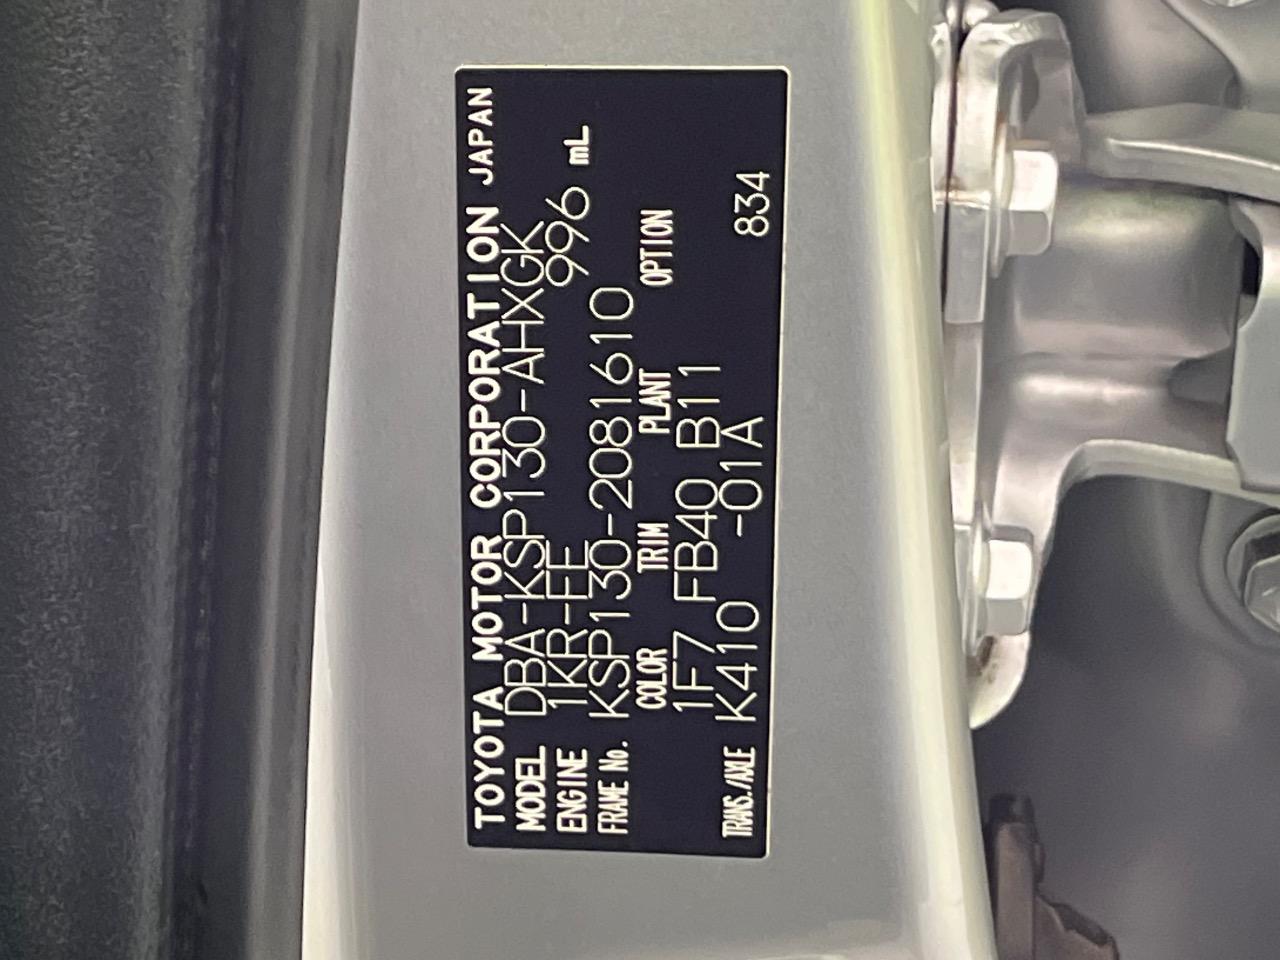 TOYOTA MOTOR CORPORATION JAPAN
MODEL DBA-KSP130-AHXGK
ENGINE 1KR-FE 996 mL
FRAME No. KSP130-2081610
COLOR TRIM PLANT OPTION
1F7 FB40 B11
TRANS./AXLE K410 -01A 834